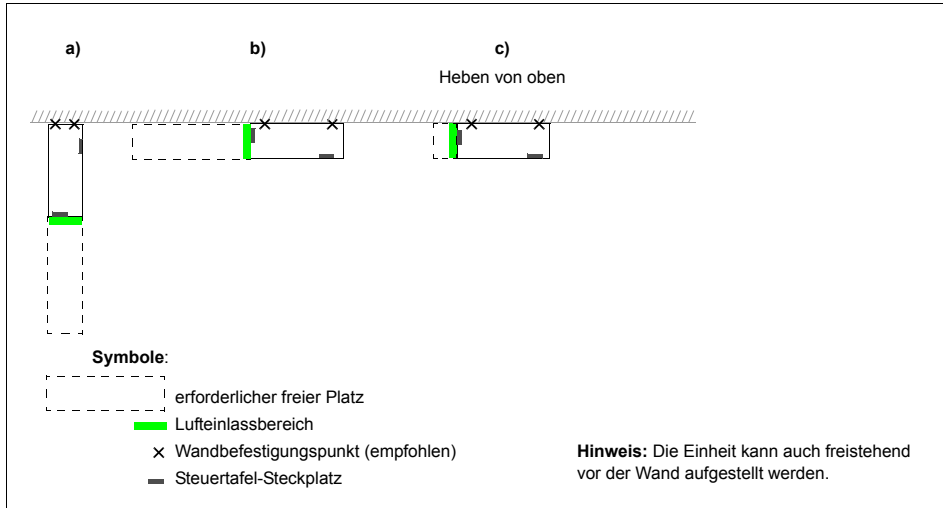 a)
b)
c)
Heben von oben
Symbole:
erforderlicher freier Platz
Lufteinlassbereich
Wandbefestigungspunkt (empfohlen)
Steuertafel-Steckplatz
Hinweis: Die Einheit kann auch freistehend
vor der Wand aufgestellt werden.